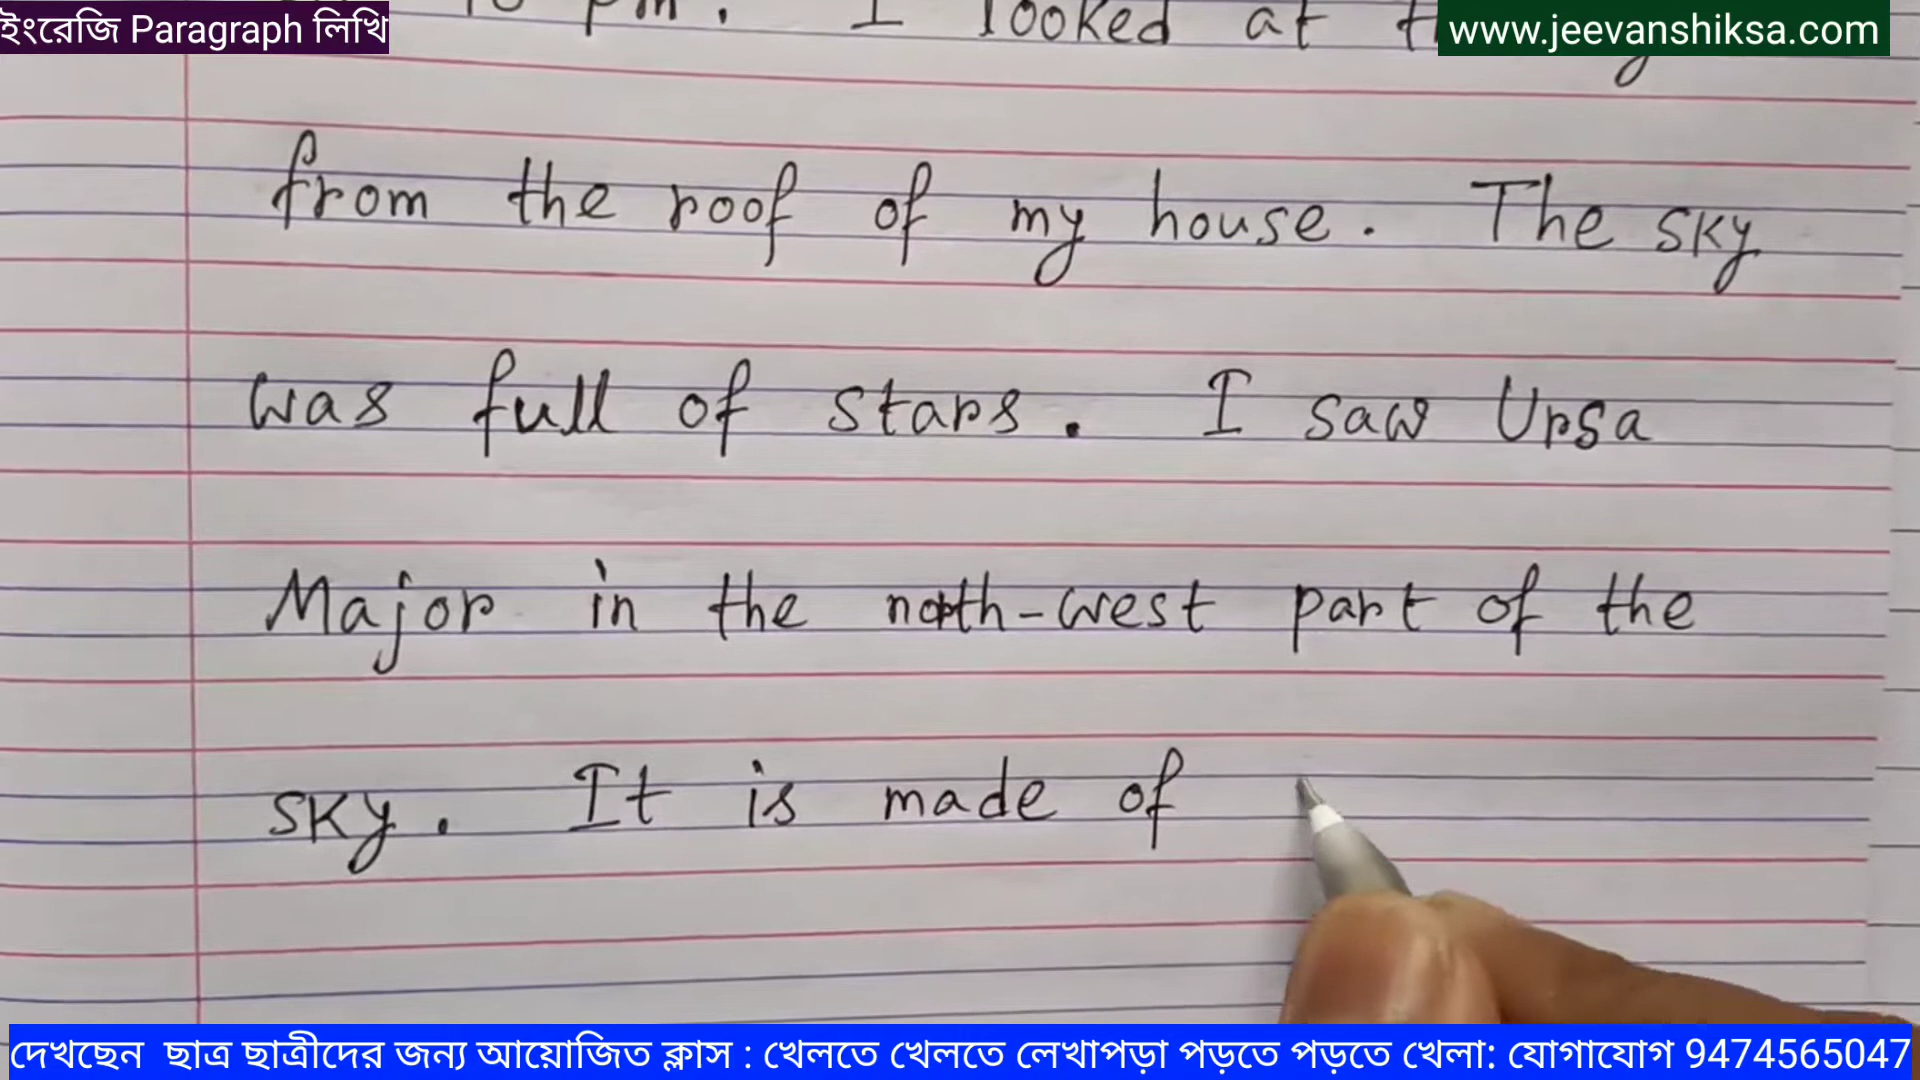 ইংরেজি Paragraph লিখি
www.jeevanshiksa.com
pm. I looked at
from the roof of my house. The sky
was full of stars. I saw Ursa
Major in the north-west part of the
sky. It is made of
দেখছেন ছাত্র ছাত্রীদের জন্য আয়োজিত ক্লাস : খেলতে খেলতে লেখাপড়া পড়তে পড়তে খেলা: যোগাযোগ 9474565047